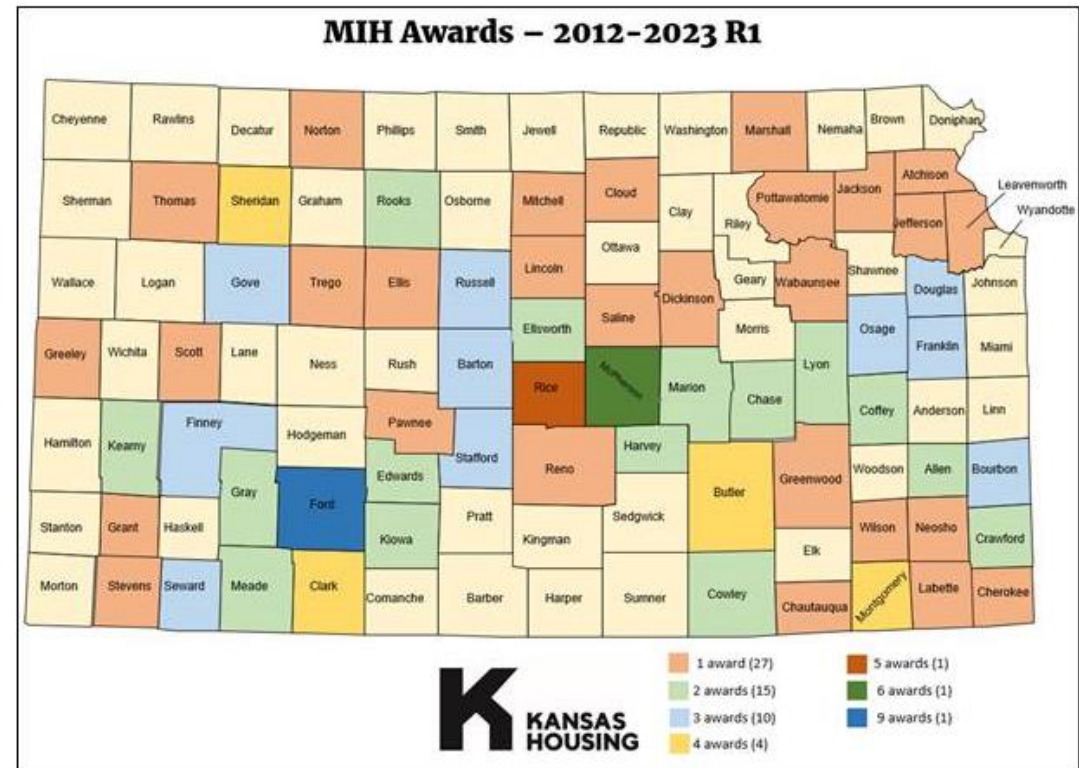 MIH Awards – 2012-2023 R1
Cheyenne
Rawlins
Decatur
Norton
Phillips
Smith
Jewell
Republic
Washington
Marshall
Nemaha
Brown
Doniphan
Sherman
Thomas
Sheridan
Graham
Rooks
Osborne
Mitchell
Cloud
Clay
Riley
Pottawatomie
Jackson
Atchison
Jefferson
Leavenworth
Wyandotte
Wallace
Logan
Gove
Trego
Ellis
Russell
Lincoln
Ottawa
Saline
Dickinson
Geary
Wabaunsee
Shawnee
Douglas
Johnson
Greeley
Wichita
Scott
Lane
Ness
Rush
Barton
Ellsworth
Rice
McPherson
Marion
Morris
Chase
Lyon
Osage
Franklin
Miami
Hamilton
Kearny
Finney
Hodgeman
Pawnee
Edwards
Stafford
Reno
Harvey
Butler
Greenwood
Coffey
Anderson
Linn
Woodson
Allen
Bourbon
Stanton
Grant
Haskell
Gray
Ford
Kiowa
Pratt
Kingman
Sedgwick
Elk
Wilson
Neosho
Crawford
Morton
Stevens
Seward
Meade
Clark
Comanche
Barber
Harper
Sumner
Cowley
Chautauqua
Montgomery
Labette
Cherokee
KANSAS
HOUSING
1 award (27)
2 awards (15)
3 awards (10)
4 awards (4)
5 awards (1)
6 awards (1)
9 awards (1)